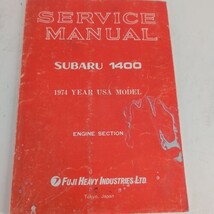 SERVICE
MANUAL
SUBARU 1400
1974 YEAR USA MODEL
ENGINE SECTION
FUJI HEAVY INDUSTRIES LTD.
Tokyo, Japan